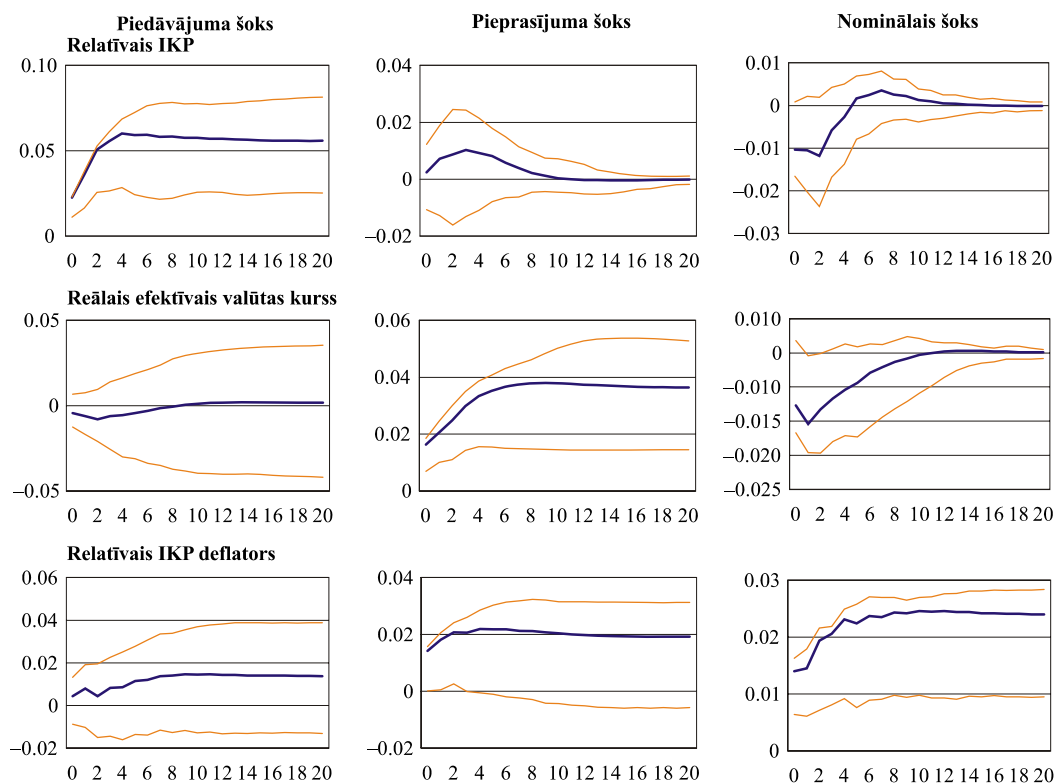 Piedāvājuma šoks Pieprasījuma šoks Nominālais šoks
Relatīvais IKP
0.10
0.05
0
0 2 4 6 8 10 12 14 16 18 20
0.04
0.02
0
–0.02
0 2 4 6 8 10 12 14 16 18 20
0.01
0
–0.01
–0.02
–0.03
0 2 4 6 8 10 12 14 16 18 20
Reālais efektīvais valūtas kurss
0.05
0
–0.05
0 2 4 6 8 10 12 14 16 18 20
0.06
0.04
0.02
0
0 2 4 6 8 10 12 14 16 18 20
0.010
0
–0.010
–0.015
–0.020
–0.025
0 2 4 6 8 10 12 14 16 18 20
Relatīvais IKP deflators
0.06
0.04
0.02
0
–0.02
0 2 4 6 8 10 12 14 16 18 20
0.04
0.02
0
–0.02
0 2 4 6 8 10 12 14 16 18 20
0.03
0.02
0.01
0
0 2 4 6 8 10 12 14 16 18 20